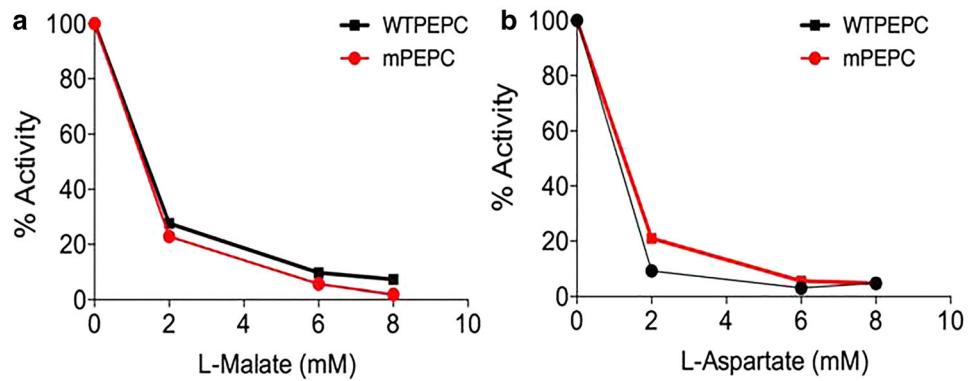 a
100
80
60
40
20
0
% Activity
0 2 4 6 8 10
L-Malate (mM)
WTPEPC
mPEPC
b
100
80
60
40
20
0
% Activity
0 2 4 6 8 10
L-Aspartate (mM)
WTPEPC
mPEPC